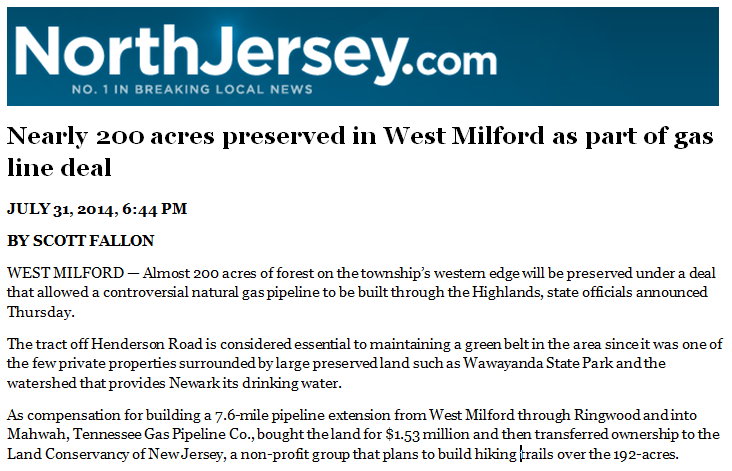 NorthJersey.com
NO. 1 IN BREAKING LOCAL NEWS
Nearly 200 acres preserved in West Milford as part of gas
line deal
JULY 31, 2014, 6:44 PM
BY SCOTT FALLON
WEST MILFORD — Almost 200 acres of forest on the township's western edge will be preserved under a deal
that allowed a controversial natural gas pipeline to be built through the Highlands, state officials announced
Thursday.
The tract off Henderson Road is considered essential to maintaining a green belt in the area since it was one of
the few private properties surrounded by large preserved land such as Wawayanda State Park and the
watershed that provides Newark its drinking water.
As compensation for building a 7.6-mile pipeline extension from West Milford through Ringwood and into
Mahwah, Tennessee Gas Pipeline Co., bought the land for $1.53 million and then transferred ownership to the
Land Conservancy of New Jersey, a non-profit group that plans to build hiking trails over the 192-acres.